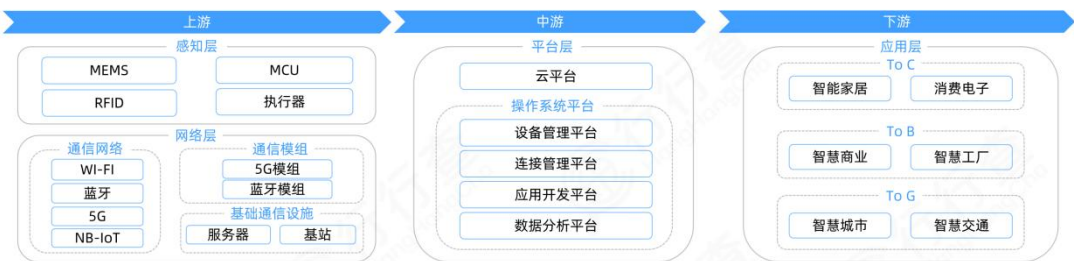 上游
感知层
MEMS
MCU
RFID
执行器
网络层
通信网络
WI-FI
蓝牙
5G
NB-IoT
通信模组
5G模组
蓝牙模组
基础通信设施
服务器
基站
中游
平台层
云平台
操作系统平台
设备管理平台
连接管理平台
应用开发平台
数据分析平台
下游
应用层
To C
智能家居
消费电子
To B
智慧商业
智慧工厂
To G
智慧城市
智慧交通